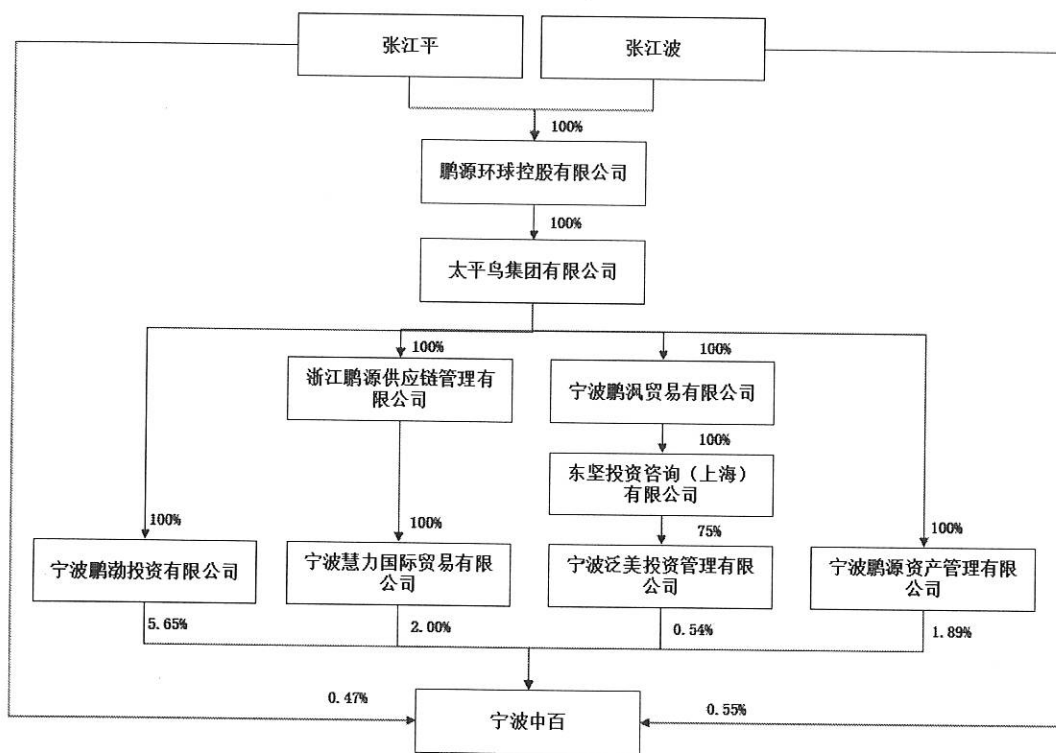 张江平
张江波
100%
鹏源环球控股有限公司
100%
太平鸟集团有限公司
100%
100%
浙江鹏源供应链管理有
限公司
宁波鹏沨贸易有限公司
100%
东坚投资咨询（上海）
有限公司
100%
100%
75%
100%
宁波鹏渤投资有限公司
宁波慧力国际贸易有限
公司
宁波泛美投资管理有限
公司
宁波鹏源资产管理有限
公司
5.65%
2.00%
0.54%
1.89%
0.47%
宁波中百
0.55%